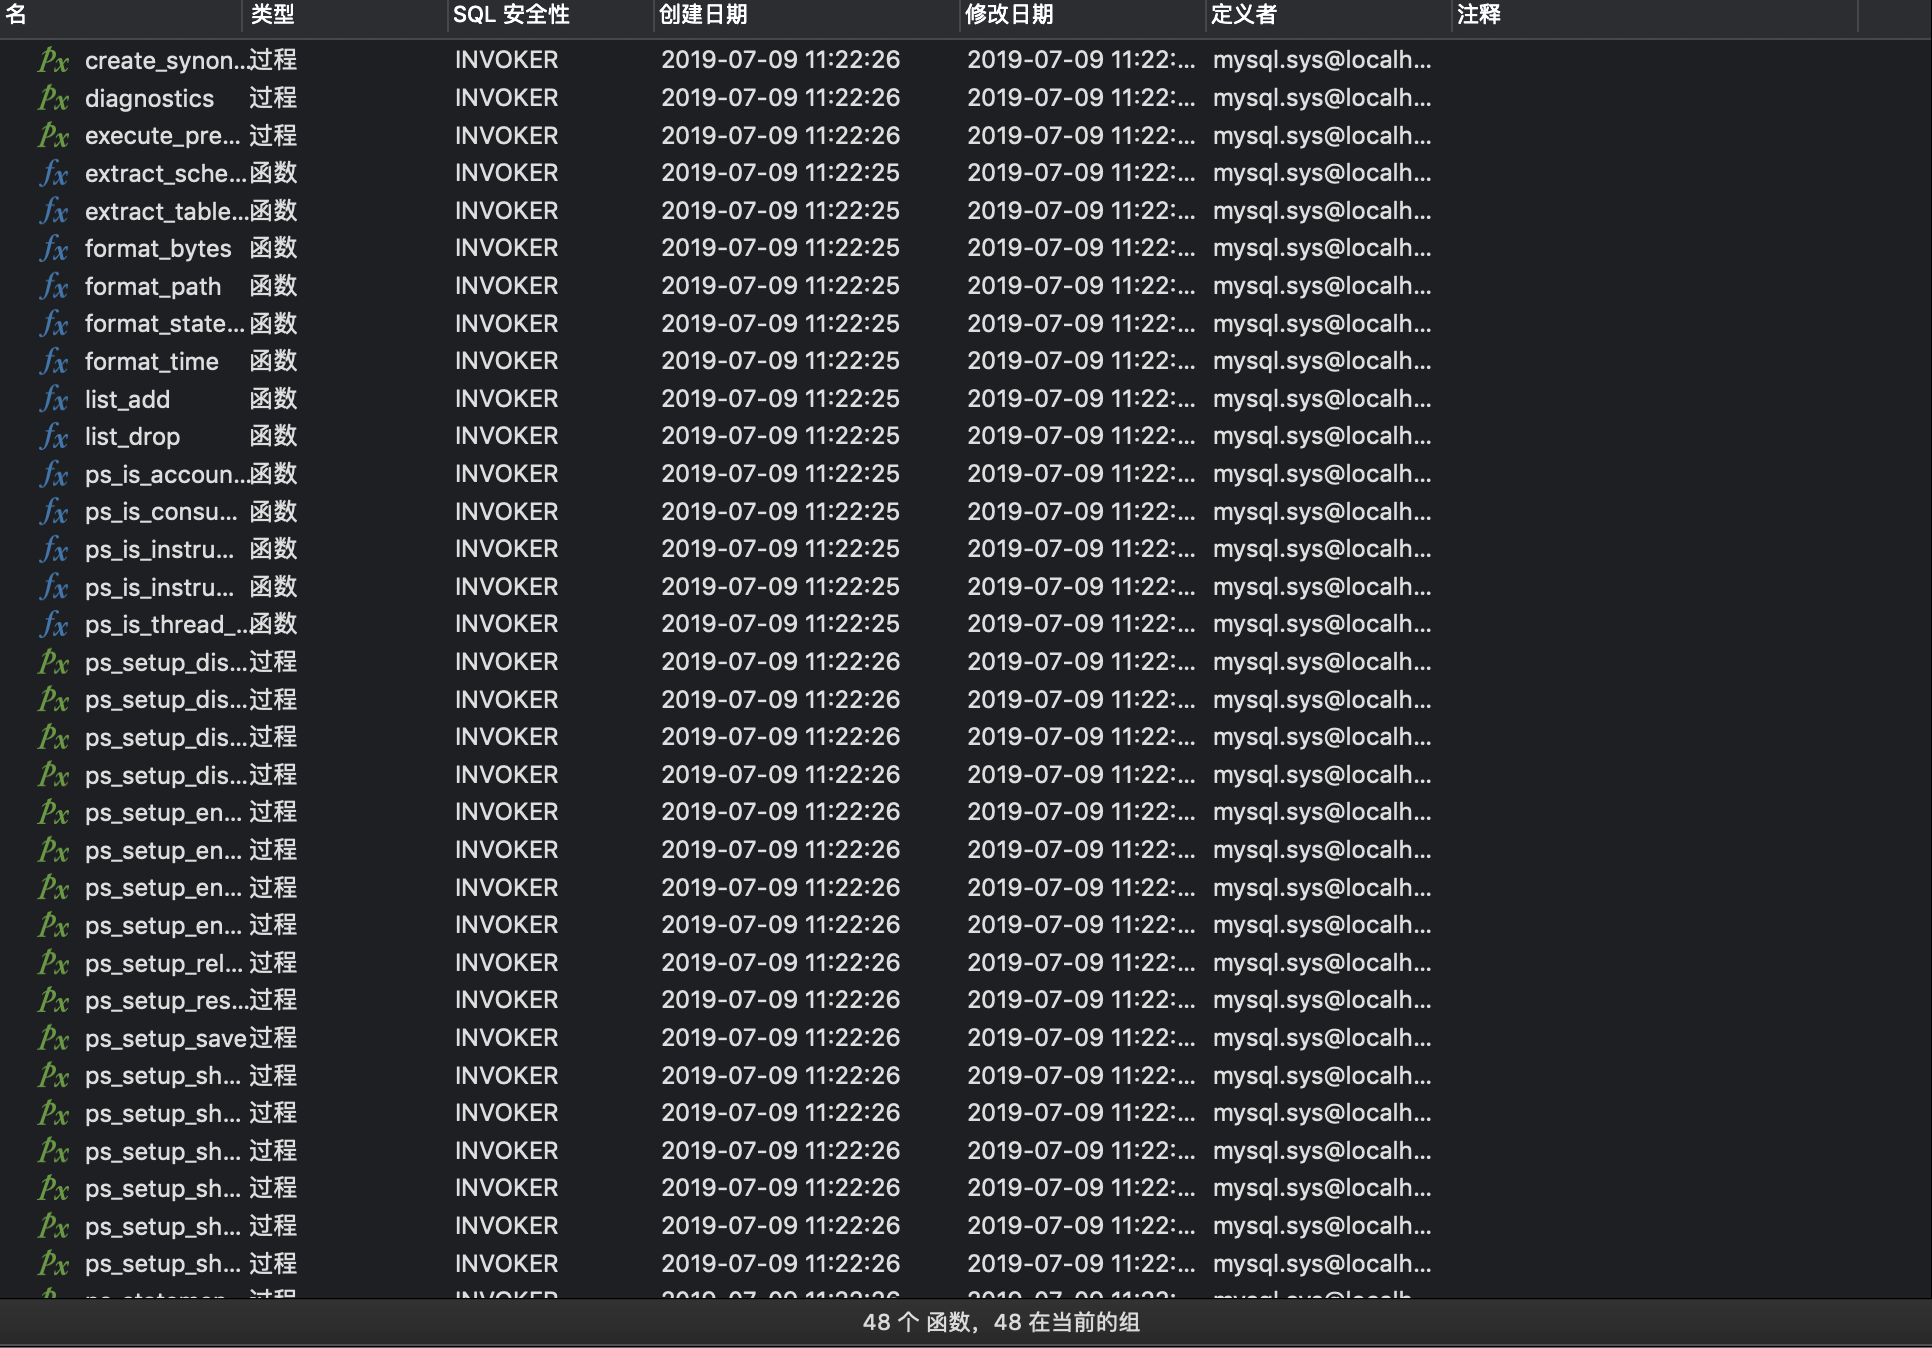 名 类型 SQL 安全性 创建日期 修改日期 定义者 注释
create_synon... 过程 INVOKER 2019-07-09 11:22:26 2019-07-09 11:22:... mysql.sys@localh...
diagnostics 过程 INVOKER 2019-07-09 11:22:26 2019-07-09 11:22:... mysql.sys@localh...
execute_pre... 过程 INVOKER 2019-07-09 11:22:26 2019-07-09 11:22:... mysql.sys@localh...
extract_sche... 函数 INVOKER 2019-07-09 11:22:25 2019-07-09 11:22:... mysql.sys@localh...
extract_table... 函数 INVOKER 2019-07-09 11:22:25 2019-07-09 11:22:... mysql.sys@localh...
format_bytes 函数 INVOKER 2019-07-09 11:22:25 2019-07-09 11:22:... mysql.sys@localh...
format_path 函数 INVOKER 2019-07-09 11:22:25 2019-07-09 11:22:... mysql.sys@localh...
format_state... 函数 INVOKER 2019-07-09 11:22:25 2019-07-09 11:22:... mysql.sys@localh...
format_time 函数 INVOKER 2019-07-09 11:22:25 2019-07-09 11:22:... mysql.sys@localh...
list_add 函数 INVOKER 2019-07-09 11:22:25 2019-07-09 11:22:... mysql.sys@localh...
list_drop 函数 INVOKER 2019-07-09 11:22:25 2019-07-09 11:22:... mysql.sys@localh...
ps_is_accoun... 函数 INVOKER 2019-07-09 11:22:25 2019-07-09 11:22:... mysql.sys@localh...
ps_is_consu... 函数 INVOKER 2019-07-09 11:22:25 2019-07-09 11:22:... mysql.sys@localh...
ps_is_instru... 函数 INVOKER 2019-07-09 11:22:25 2019-07-09 11:22:... mysql.sys@localh...
ps_is_instru... 函数 INVOKER 2019-07-09 11:22:25 2019-07-09 11:22:... mysql.sys@localh...
ps_is_thread_... 函数 INVOKER 2019-07-09 11:22:25 2019-07-09 11:22:... mysql.sys@localh...
ps_setup_dis... 过程 INVOKER 2019-07-09 11:22:26 2019-07-09 11:22:... mysql.sys@localh...
ps_setup_dis... 过程 INVOKER 2019-07-09 11:22:26 2019-07-09 11:22:... mysql.sys@localh...
ps_setup_dis... 过程 INVOKER 2019-07-09 11:22:26 2019-07-09 11:22:... mysql.sys@localh...
ps_setup_dis... 过程 INVOKER 2019-07-09 11:22:26 2019-07-09 11:22:... mysql.sys@localh...
ps_setup_en... 过程 INVOKER 2019-07-09 11:22:26 2019-07-09 11:22:... mysql.sys@localh...
ps_setup_en... 过程 INVOKER 2019-07-09 11:22:26 2019-07-09 11:22:... mysql.sys@localh...
ps_setup_en... 过程 INVOKER 2019-07-09 11:22:26 2019-07-09 11:22:... mysql.sys@localh...
ps_setup_en... 过程 INVOKER 2019-07-09 11:22:26 2019-07-09 11:22:... mysql.sys@localh...
ps_setup_rel... 过程 INVOKER 2019-07-09 11:22:26 2019-07-09 11:22:... mysql.sys@localh...
ps_setup_res... 过程 INVOKER 2019-07-09 11:22:26 2019-07-09 11:22:... mysql.sys@localh...
ps_setup_save 过程 INVOKER 2019-07-09 11:22:26 2019-07-09 11:22:... mysql.sys@localh...
ps_setup_sh... 过程 INVOKER 2019-07-09 11:22:26 2019-07-09 11:22:... mysql.sys@localh...
ps_setup_sh... 过程 INVOKER 2019-07-09 11:22:26 2019-07-09 11:22:... mysql.sys@localh...
ps_setup_sh... 过程 INVOKER 2019-07-09 11:22:26 2019-07-09 11:22:... mysql.sys@localh...
ps_setup_sh... 过程 INVOKER 2019-07-09 11:22:26 2019-07-09 11:22:... mysql.sys@localh...
ps_setup_sh... 过程 INVOKER 2019-07-09 11:22:26 2019-07-09 11:22:... mysql.sys@localh...
ps_setup_sh... 过程 INVOKER 2019-07-09 11:22:26 2019-07-09 11:22:... mysql.sys@localh...
48 个 函数，48 在当前的组